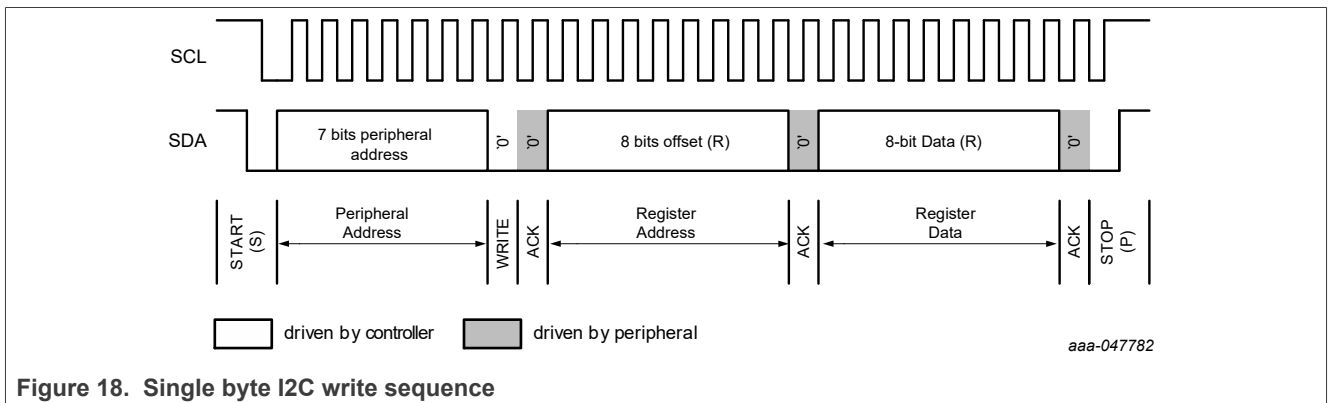 SCL
SDA
7 bits peripheral
address
'0'
'0'
8 bits offset (R)
'0'
8-bit Data (R)
'0'
START
(S)
Peripheral
Address
WRITE
ACK
Register
Address
ACK
Register
Data
ACK
STOP
(P)
driven by controller
driven by peripheral
aaa-047782
Figure 18. Single byte I2C write sequence